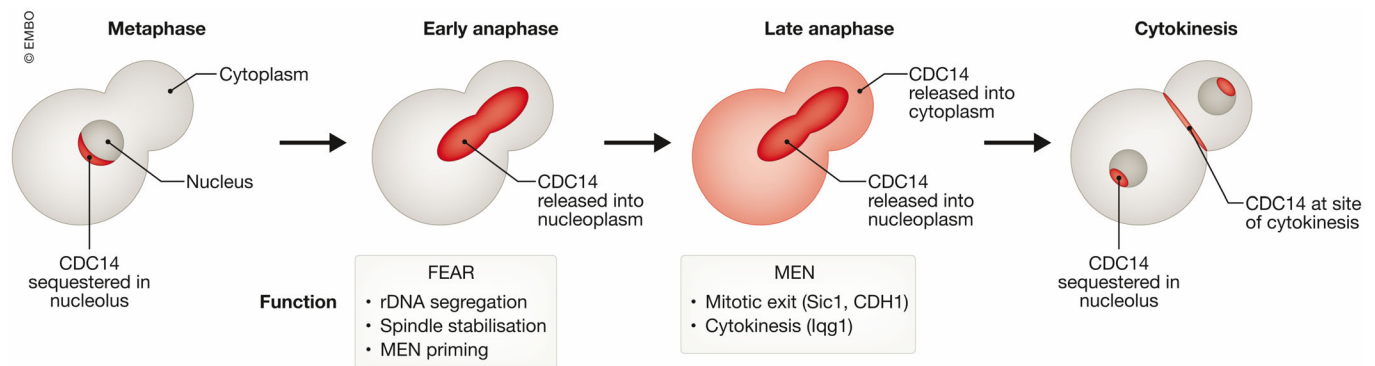 © EMBO
Metaphase
Early anaphase
Late anaphase
Cytokinesis
Cytoplasm
Nucleus
CDC14
sequestered in
nucleolus
CDC14
released into
nucleoplasm
CDC14
released into
cytoplasm
CDC14
released into
nucleoplasm
CDC14 at site
of cytokinesis
CDC14
sequestered in
nucleolus
Function
FEAR
• rDNA segregation
• Spindle stabilisation
• MEN priming
MEN
• Mitotic exit (Sic1, CDH1)
• Cytokinesis (Iqg1)